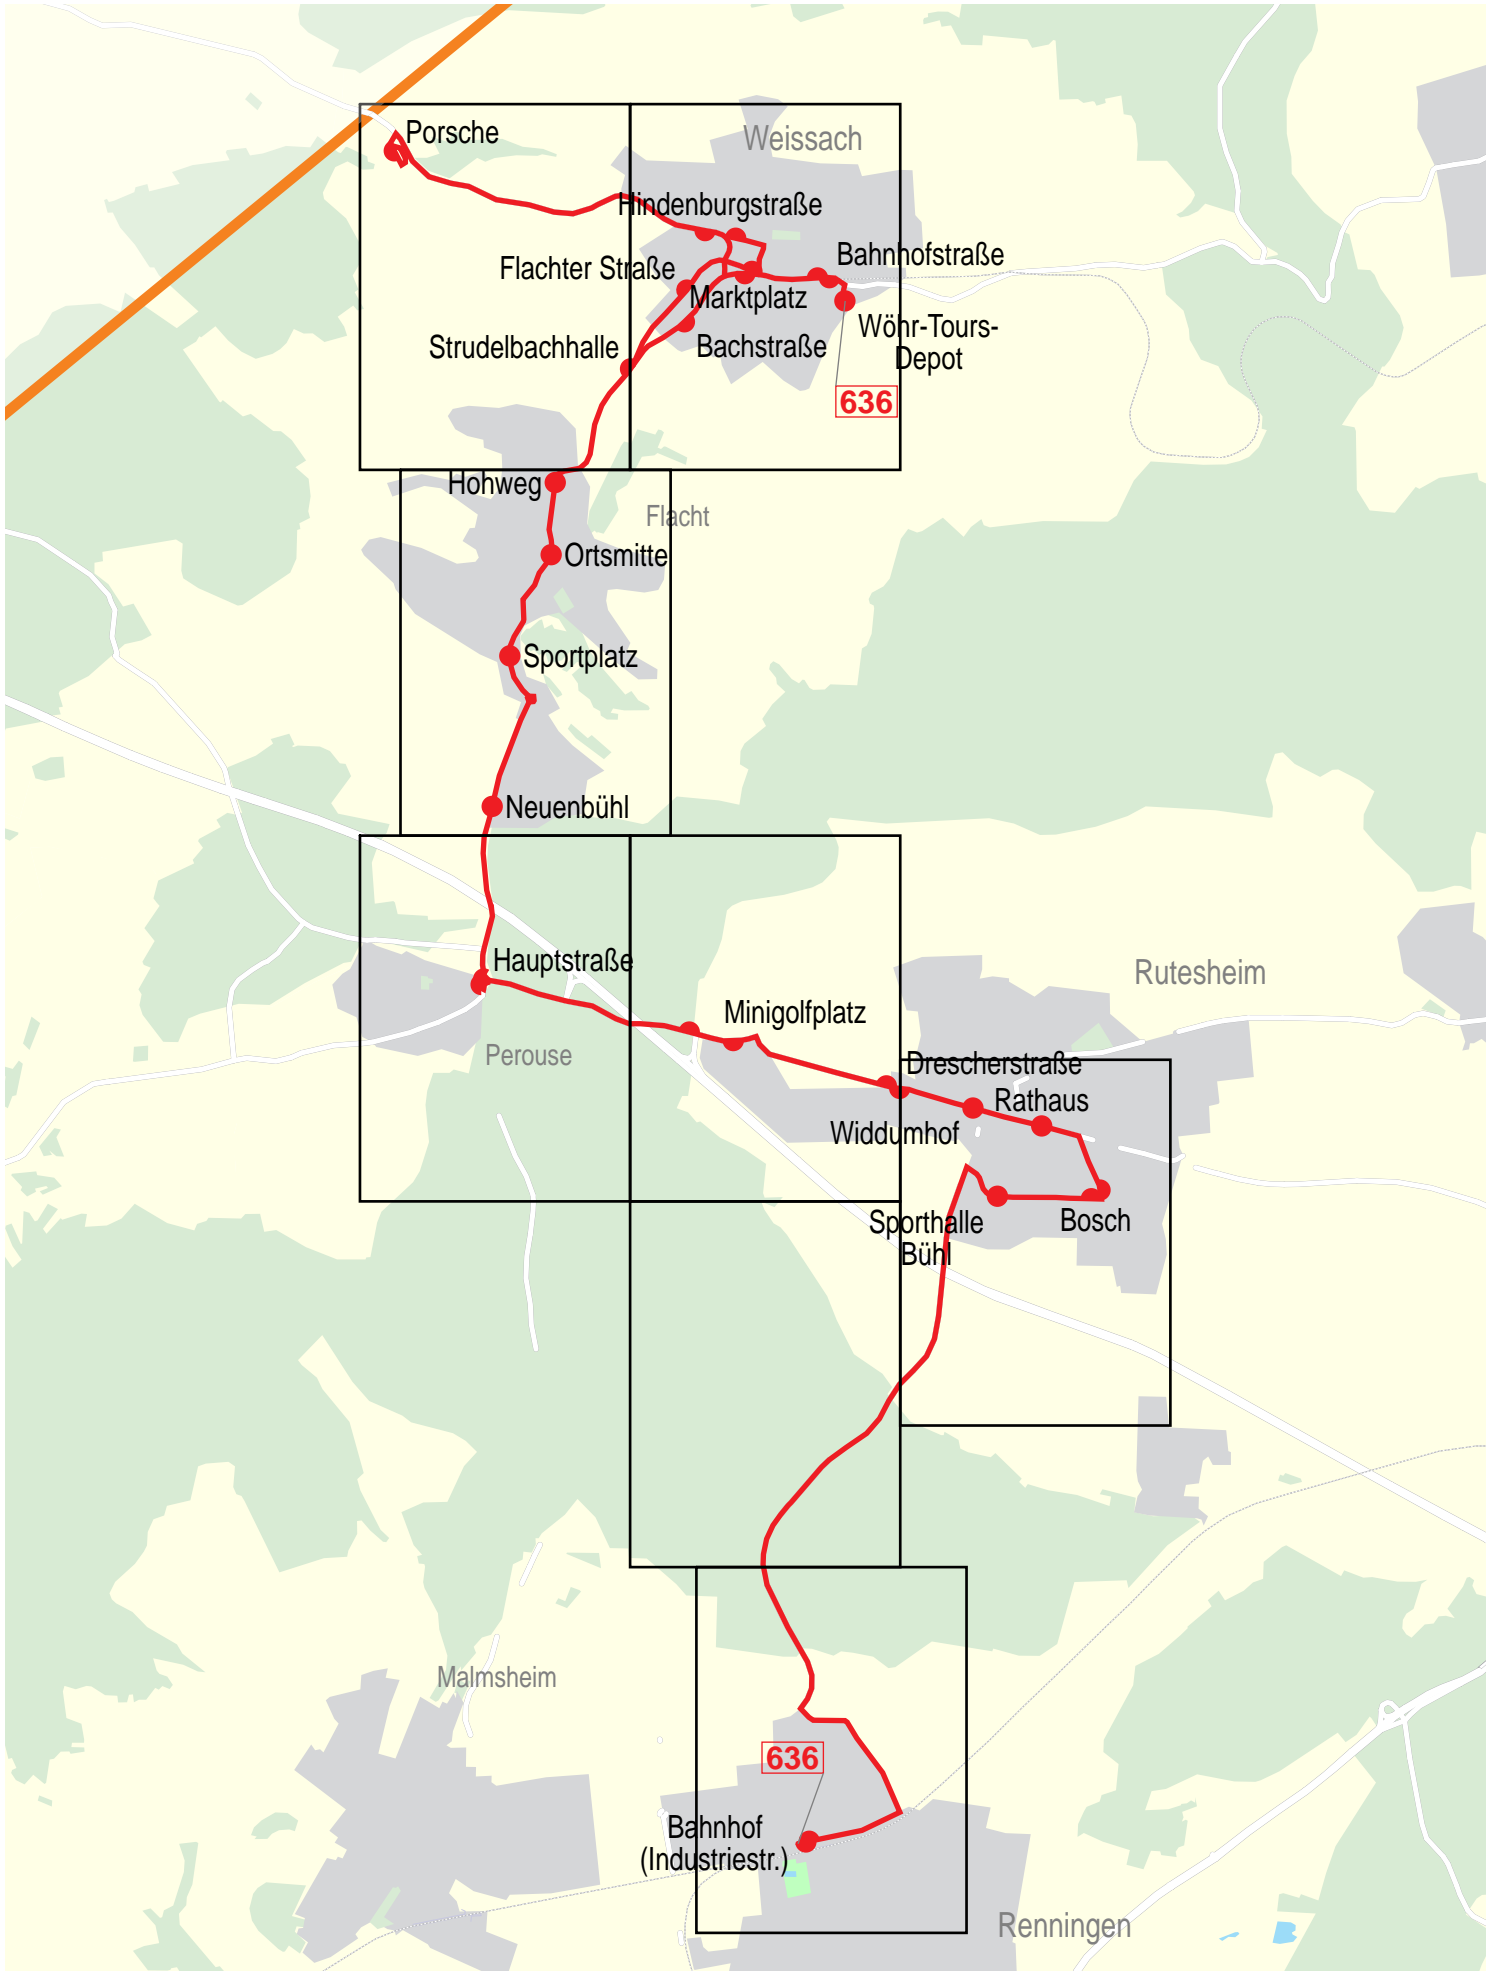 Porsche
Weissach
Hindenburgstraße
Bahnhofstraße
Flachter Straße
Marktplatz
Wöhr-Tours-
Depot
Strudelbachhalle
Bachstraße
636
Hohweg
Flacht
Ortsmitte
Sportplatz
Neuenbühl
Hauptstraße
Rutesheim
Minigolfplatz
Perouse
Drescherstraße
Rathaus
Widdumhof
Sporthalle
Bühl
Bosch
Malmsheim
636
Bahnhof
(Industriestr.)
Renningen